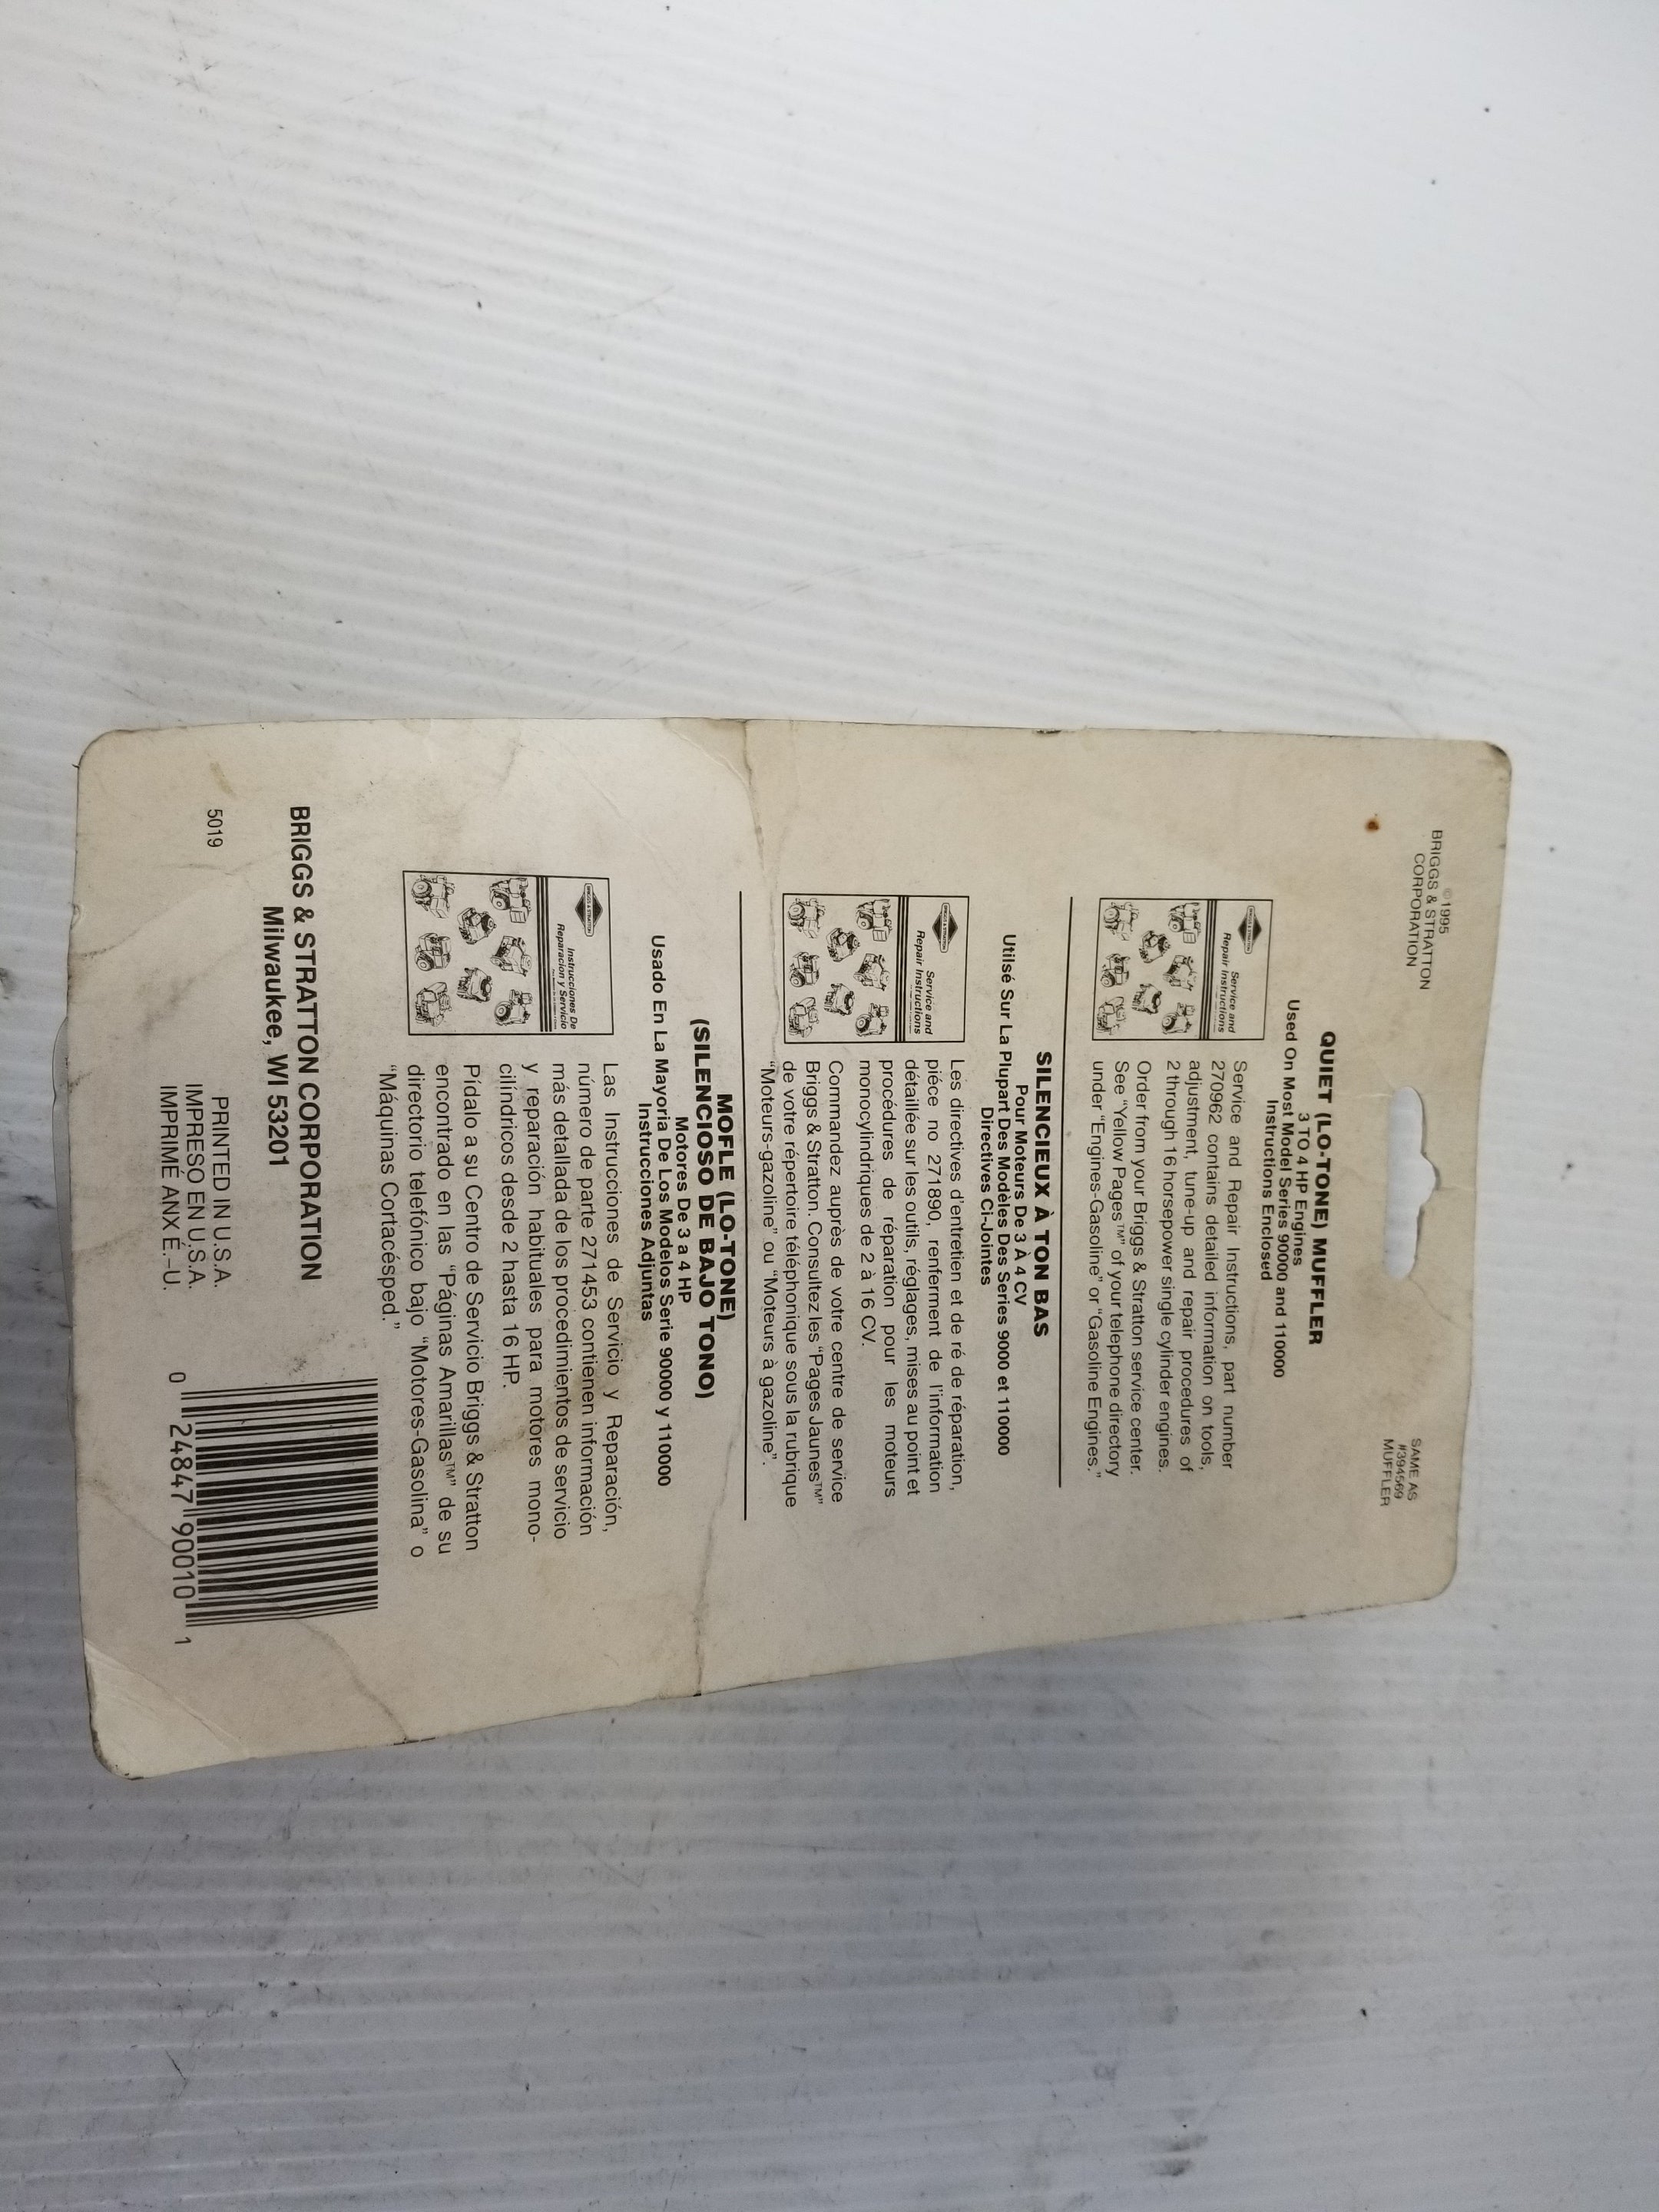 ©1995
BRIGGS & STRATTON
CORPORATION
SAME AS
#394569
MUFFLER
QUIET (LO-TONE) MUFFLER
3 TO 4 HP Engines
Used On Most Model Series 90000 and 110000
Instructions Enclosed
BRIGGS & STRATTON
Service and
Repair Instructions
Service and Repair Instructions, part number
270962 contains detailed information on tools,
adjustment, tune-up and repair procedures of
2 through 16 horsepower single cylinder engines.
Order from your Briggs & Stratton service center.
See "Yellow Pages™" of your telephone directory
under "Engines-Gasoline" or "Gasoline Engines."
SILENCIEUX À TON BAS
Pour Moteurs De 3 À 4 CV
Utilsé Sur La Plupart Des Modèles Des Series 9000 et 110000
Directives Ci-Jointes
BRIGGS & STRATTON
Service and
Repair Instructions
Les directives d'entretien et de ré de réparation,
piéce no 271890, renferment de l'information
détaillée sur les outils, réglages, mises au point et
procédures de réparation pour les moteurs
monocylindriques de 2 à 16 CV.
Commandez auprès de votre centre de service
Briggs & Stratton. Consultez les "Pages Jaunes™"
de votre répertoire téléphonique sous la rubrique
"Moteurs-gazoline" ou "Moteurs à gazoline".
MOFLE (LO-TONE)
(SILENCIOSO DE BAJO TONO)
Motores De 3 a 4 HP
Usado En La Mayoria De Los Modelos Serie 90000 y 110000
Instrucciones Adjuntas
BRIGGS & STRATTON
Instrucciones De
Reparacion y Servicio
Las Instrucciones de Servicio y Reparación,
número de parte 271453 contienen información
más detallada de los procedimientos de servicio
y reparación habituales para motores mono-
cilíndricos desde 2 hasta 16 HP.
Pídalo a su Centro de Servicio Briggs & Stratton
encontrado en las "Páginas Amarillas™" de su
directorio telefónico bajo "Motores-Gasolina" o
"Máquinas Cortacésped."
BRIGGS & STRATTON CORPORATION
Milwaukee, WI 53201
5019
PRINTED IN U.S.A.
IMPRESO EN U.S.A.
IMPRIMÉ ANX É.-U.
0 24847 90010 1